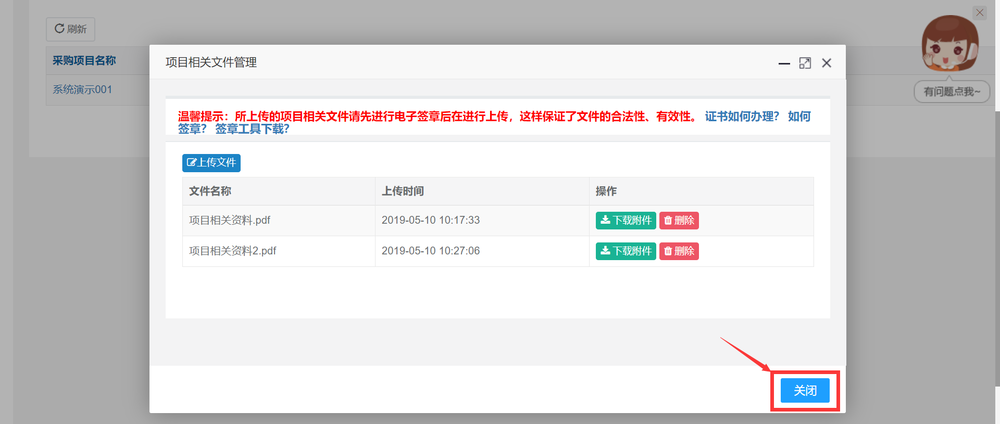 刷新
采购项目名称
系统演示001
有问题点我~
项目相关文件管理
温馨提示：所上传的项目相关文件请先进行电子签章后在进行上传，这样保证了文件的合法性、有效性。 证书如何办理？ 如何
签章？ 签章工具下载？
上传文件
文件名称 上传时间 操作
项目相关资料.pdf 2019-05-10 10:17:33 下载附件 删除
项目相关资料2.pdf 2019-05-10 10:27:06 下载附件 删除
关闭